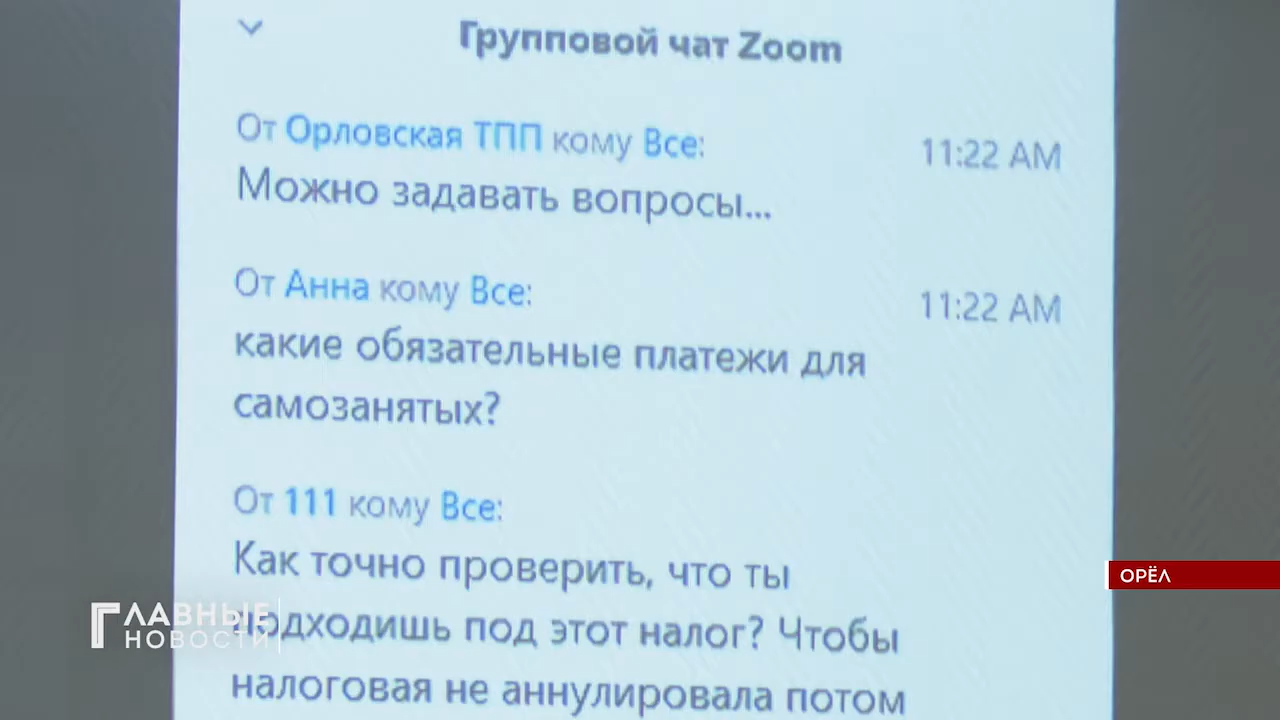 Групповой чат Zoom
От Орловская ТПП кому Все:
11:22 AM
Можно задавать вопросы...
От Анна кому Все:
11:22 AM
какие обязательные платежи для
самозанятых?
От 111 кому Все:
Как точно проверить, что ты
подходишь под этот налог? Чтобы
налоговая не аннулировала потом
ГЛАВНЫЕ
НОВОСТИ
ОРЁЛ